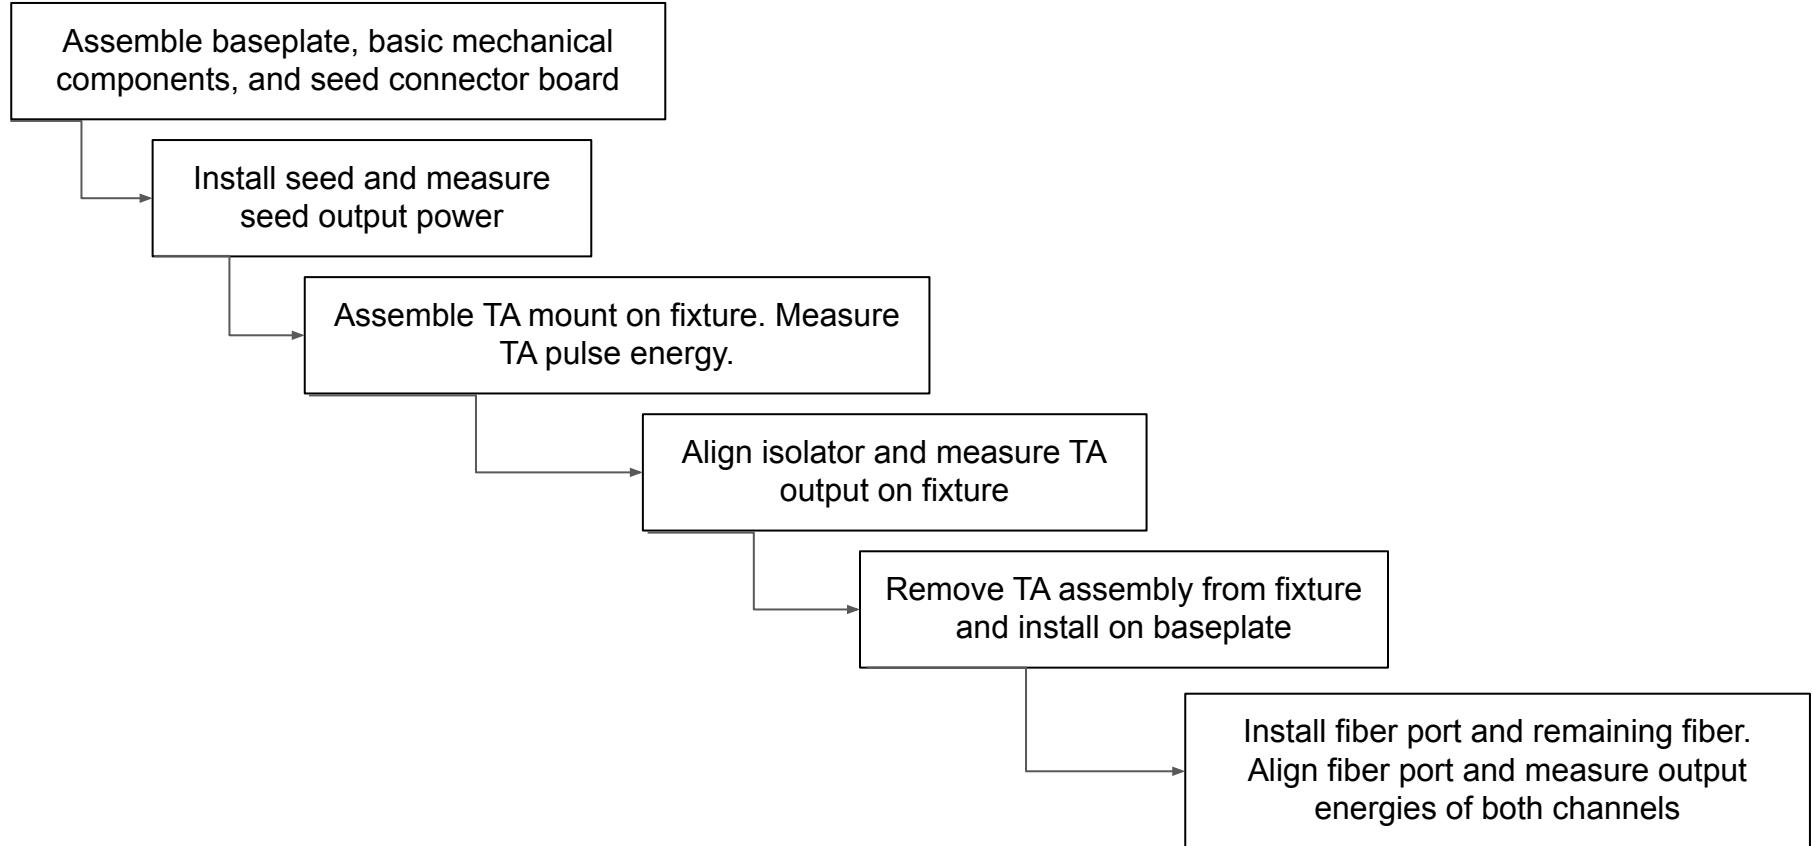 Assemble baseplate, basic mechanical
components, and seed connector board
Install seed and measure
seed output power
Assemble TA mount on fixture. Measure
TA pulse energy.
Align isolator and measure TA
output on fixture
Remove TA assembly from fixture
and install on baseplate
Install fiber port and remaining fiber.
Align fiber port and measure output
energies of both channels